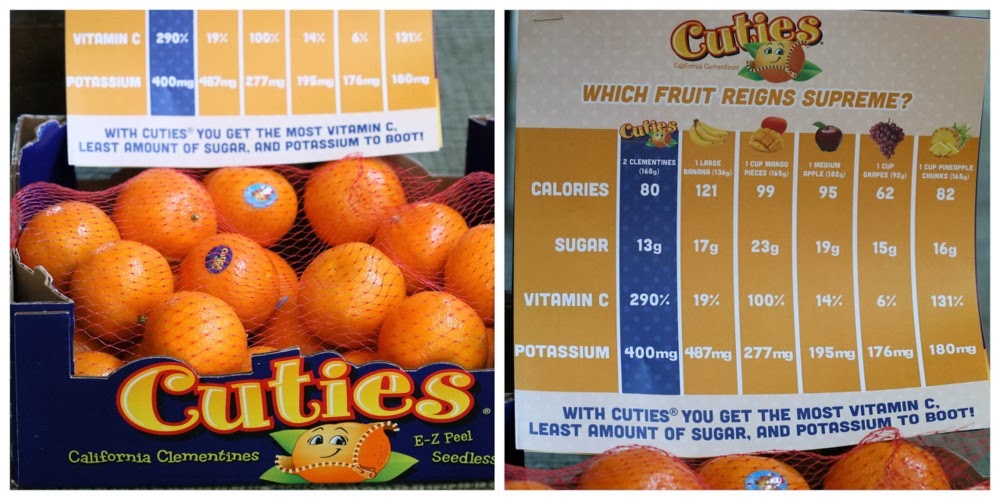 VITAMIN C 290% 19% 100% 14% 6% 131%
POTASSIUM 400mg 487mg 277mg 195mg 176mg 180mg
WITH CUTIES® YOU GET THE MOST VITAMIN C,
LEAST AMOUNT OF SUGAR, AND POTASSIUM TO BOOT!
Cuties
Cuties®
California Clementines
E-Z Peel
Seedless
Cuties®
California Clementines
WHICH FRUIT REIGNS SUPREME?
Cuties
2 CLEMENTINES (168g)
1 LARGE BANANA (136g)
1 CUP MANGO PIECES (165g)
1 MEDIUM APPLE (182g)
1 CUP GRAPES (92g)
1 CUP PINEAPPLE CHUNKS (165g)
CALORIES 80 121 99 95 62 82
SUGAR 13g 17g 23g 19g 15g 16g
VITAMIN C 290% 19% 100% 14% 6% 131%
POTASSIUM 400mg 487mg 277mg 195mg 176mg 180mg
WITH CUTIES® YOU GET THE MOST VITAMIN C,
LEAST AMOUNT OF SUGAR, AND POTASSIUM TO BOOT!